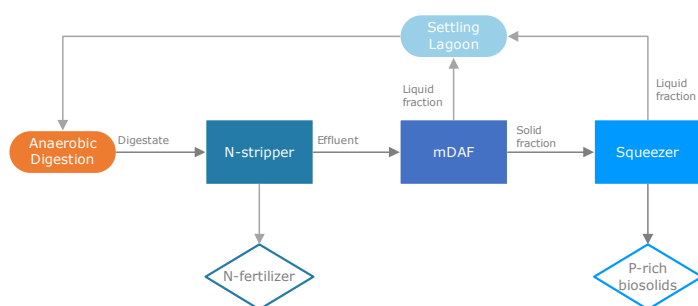 Settling
Lagoon
Liquid
fraction
Liquid
fraction
Anaerobic
Digestion
Digestate
N-stripper
Effluent
mDAF
Solid
fraction
Squeezer
N-fertilizer
P-rich
biosolids